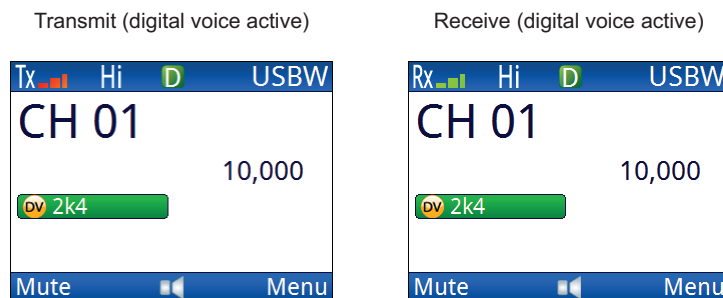 Transmit (digital voice active)
Tx Hi D USBW
CH 01
10,000
DV 2k4
Mute Menu
Receive (digital voice active)
Rx Hi D USBW
CH 01
10,000
DV 2k4
Mute Menu